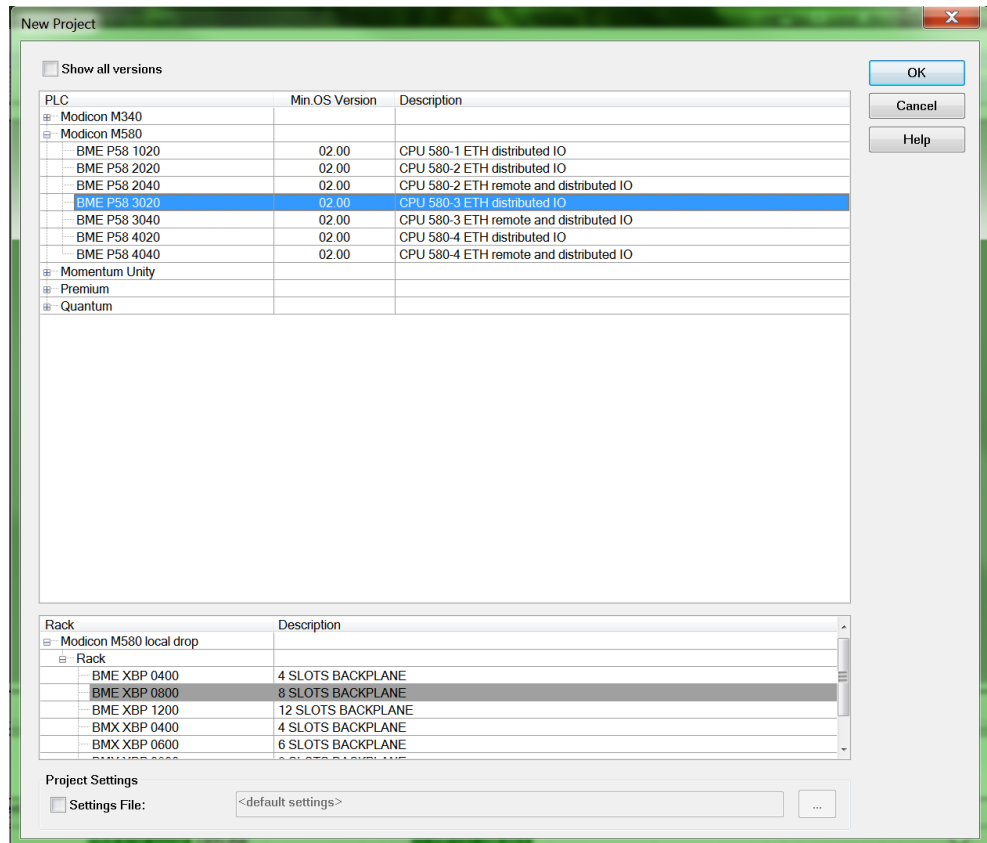 New Project
Show all versions
OK
Cancel
Help
PLC Min.OS Version Description
Modicon M340
Modicon M580
BME P58 1020 02.00 CPU 580-1 ETH distributed IO
BME P58 2020 02.00 CPU 580-2 ETH distributed IO
BME P58 2040 02.00 CPU 580-2 ETH remote and distributed IO
BME P58 3020 02.00 CPU 580-3 ETH distributed IO
BME P58 3040 02.00 CPU 580-3 ETH remote and distributed IO
BME P58 4020 02.00 CPU 580-4 ETH distributed IO
BME P58 4040 02.00 CPU 580-4 ETH remote and distributed IO
Momentum Unity
Premium
Quantum
Rack Description
Modicon M580 local drop
Rack
BME XBP 0400 4 SLOTS BACKPLANE
BME XBP 0800 8 SLOTS BACKPLANE
BME XBP 1200 12 SLOTS BACKPLANE
BMX XBP 0400 4 SLOTS BACKPLANE
BMX XBP 0600 6 SLOTS BACKPLANE
Project Settings
Settings File: <default settings> ...